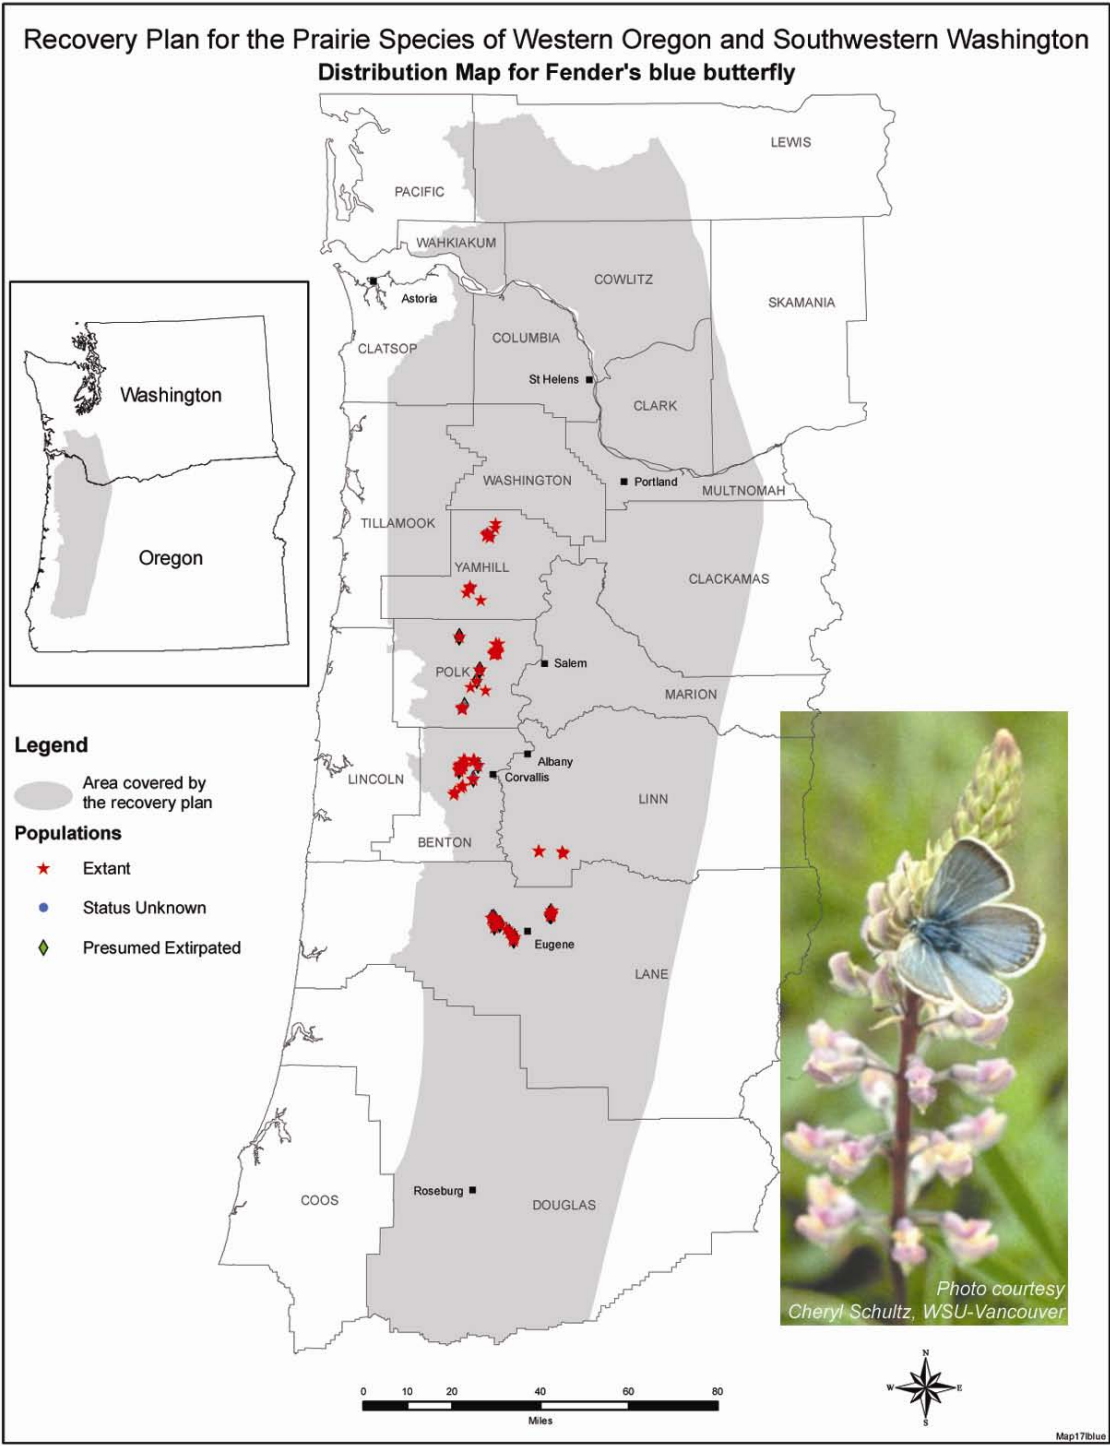 Recovery Plan for the Prairie Species of Western Oregon and Southwestern Washington
Distribution Map for Fender's blue butterfly
LEWIS
PACIFIC
WAHKIAKUM
COWLITZ
SKAMANIA
Astoria
CLATSOP
COLUMBIA
St Helens
CLARK
Washington
Oregon
WASHINGTON
Portland
MULTNOMAH
TILLAMOOK
YAMHILL
CLACKAMAS
Salem
POLK
MARION
Legend
Area covered by
the recovery plan
Populations
Extant
Status Unknown
Presumed Extirpated
Albany
Corvallis
LINCOLN
LINN
BENTON
Eugene
LANE
Roseburg
COOS
DOUGLAS
Photo courtesy
Cheryl Schultz, WSU-Vancouver
N
W
E
S
0 10 20 40 60 80
Miles
Map17Iblue